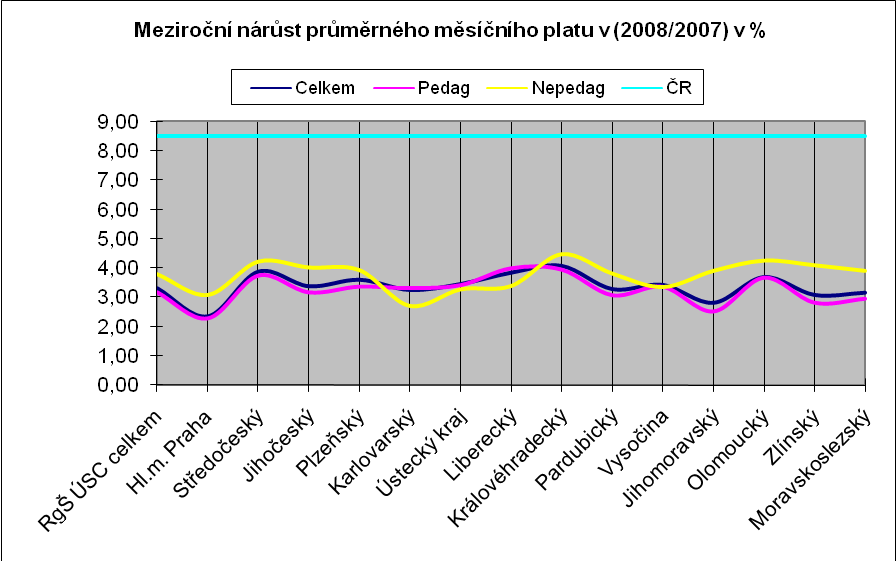 Meziroční nárůst průměrného měsíčního platu v (2008/2007) v %
Celkem Pedag Nepedag ČR
9,00
8,00
7,00
6,00
5,00
4,00
3,00
2,00
1,00
0,00
RgŠ ÚSC celkem
Hl.m. Praha
Středočeský
Jihočeský
Plzeňský
Karlovarský
Ústecký kraj
Liberecký
Královéhradecký
Pardubický
Vysočina
Jihomoravský
Olomoucký
Zlínský
Moravskoslezský